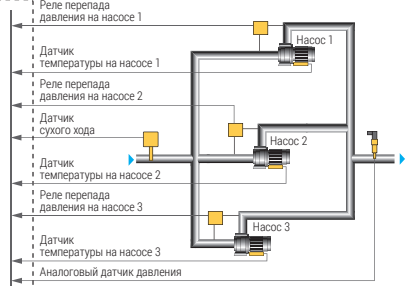 Реле перепада
давления на насосе 1
Датчик
температуры на насосе 1
Реле перепада
давления на насосе 2
Датчик
сухого хода
Датчик
температуры на насосе 2
Реле перепада
давления на насосе 3
Датчик
температуры на насосе 3
Аналоговый датчик давления
Насос 1
Насос 2
Насос 3